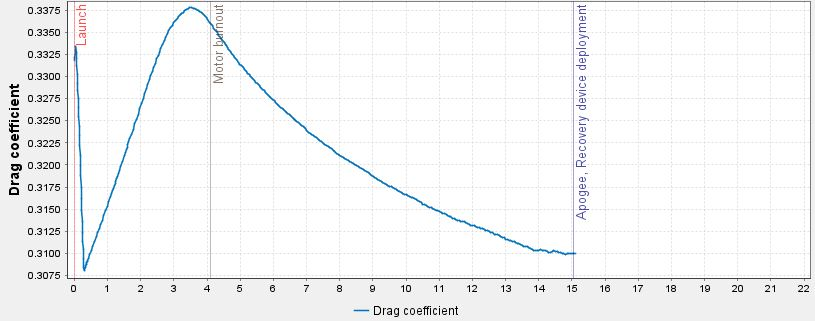 0.3375
0.3350
0.3325
0.3300
0.3275
0.3250
0.3225
0.3200
0.3175
0.3150
0.3125
0.3100
0.3075
Drag coefficient
Launch
Motor burnout
Apogee, Recovery device deployment
0 1 2 3 4 5 6 7 8 9 10 11 12 13 14 15 16 17 18 19 20 21 22
Drag coefficient